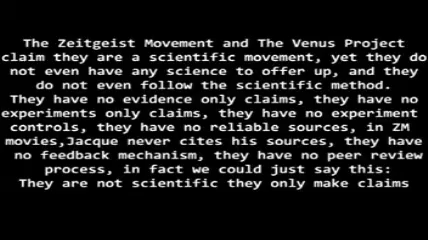 The Zeitgeist Movement and The Venus Project
claim they are a scientific movement, yet they do
not even have any science to offer up, and they
do not even follow the scientific method.
They have no evidence only claims, they have no
experiments only claims, they have no experiment
controls, they have no reliable sources, in ZM
movies,Jacque never cites his sources, they have
no feedback mechanism, they have no peer review
process, in fact we could just say this:
They are not scientific they only make claims